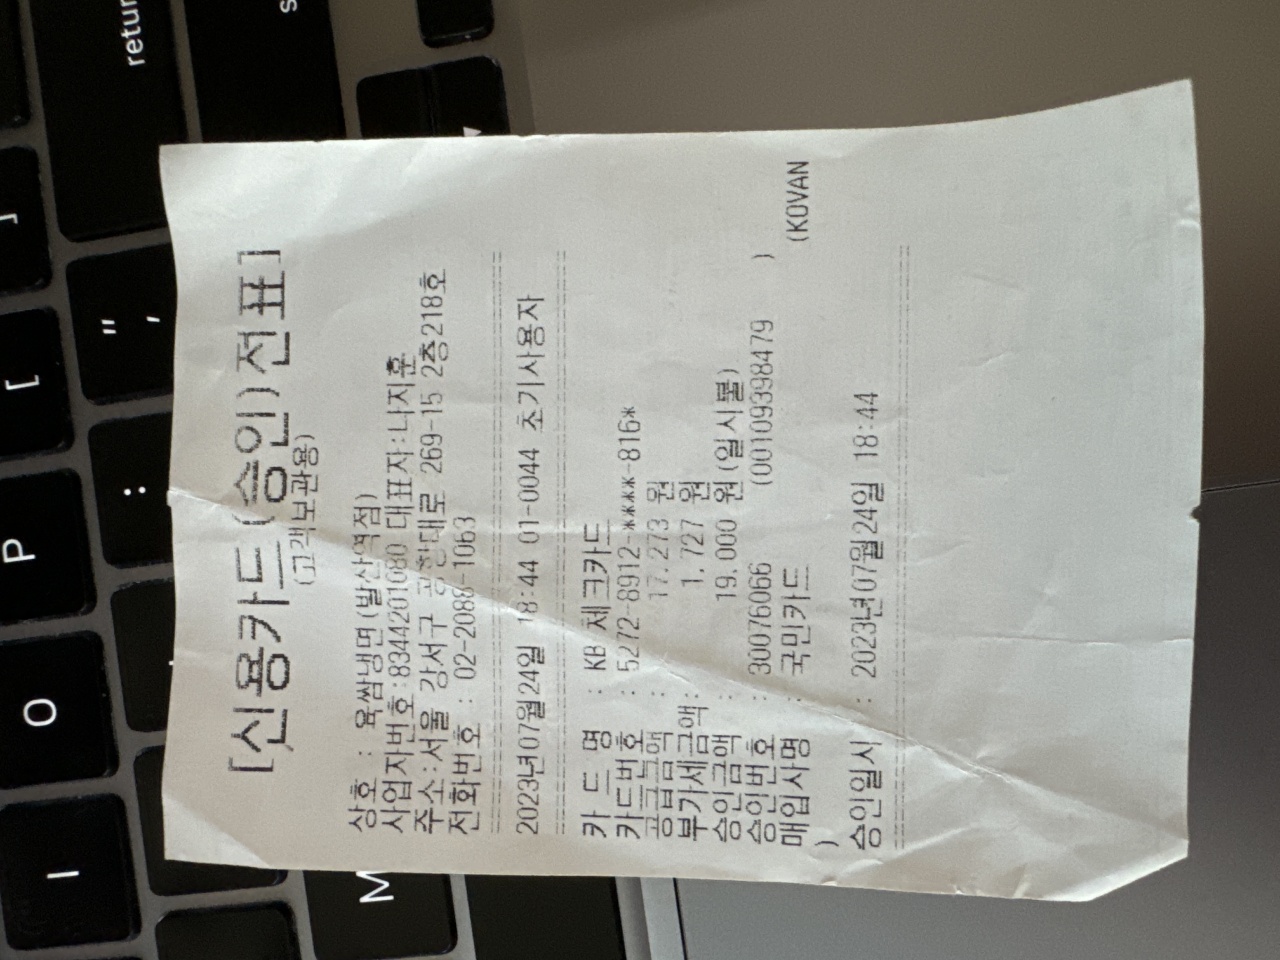 [신용카드(승인)전표]
(고객보관용)
상호 : 육쌈냉면(발산역점)
사업자번호:8344201080 대표자:나지훈
주소:서울 강서구 공항대로 269-15 2층218호
전화번호 : 02-2088-1063
2023년07월24일 18:44 01-0044 초기사용자
카 드 명 : KB 체크카드
카드번호 : 5272-8912-****-816*
공급금액 : 17.273 원
부가세금액: 1.727 원
승인금액 : 19.000 원(일시불)
승인번호 : 30076066 (001093398479 )
매입사명 : 국민카드 (KOVAN
)
승인일시 : 2023년07월24일 18:44
return
s
]
[
"
'
P
:
;
O
I
M